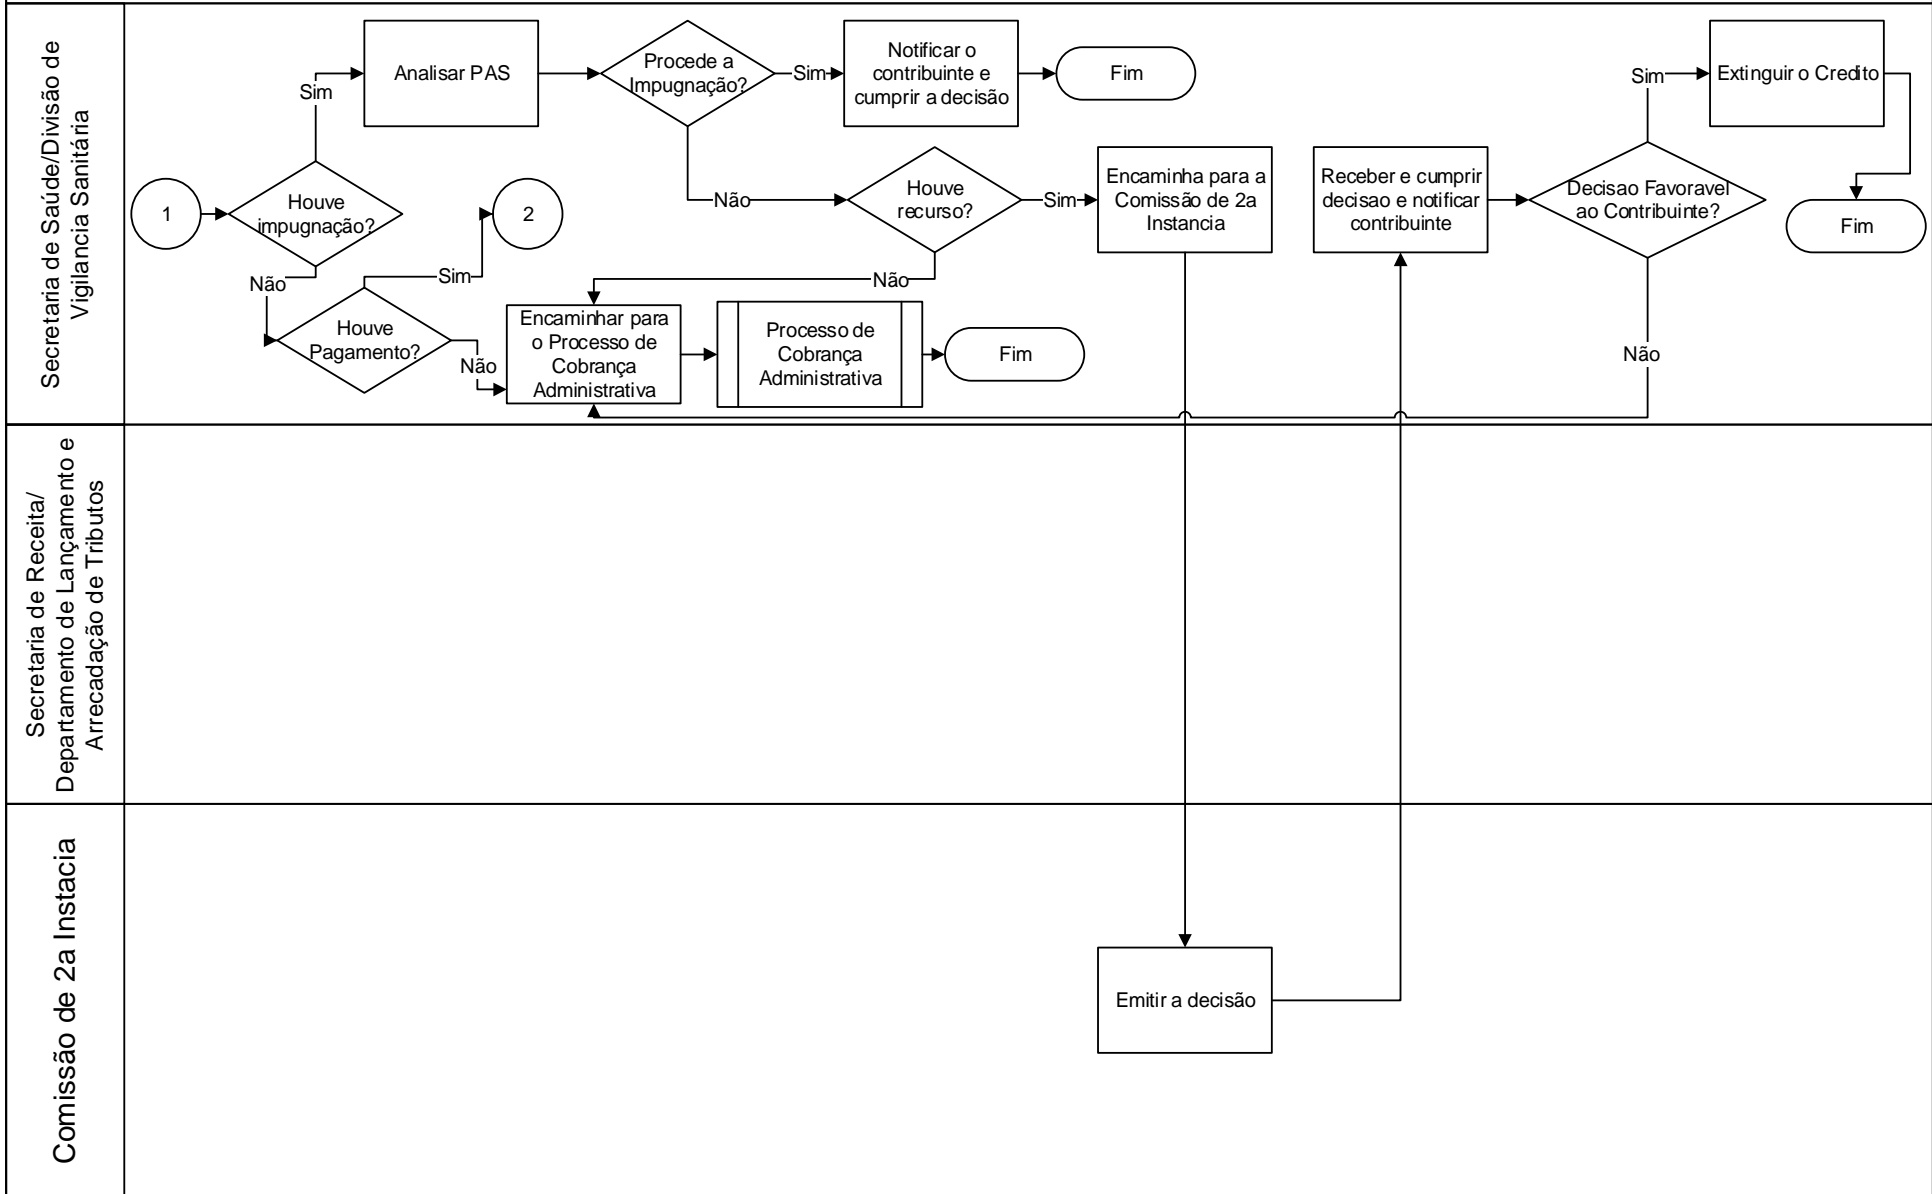 Secretaria de Saúde/Divisão de
Vigilancia Sanitária
1
Houve
impugnação?
Sim
Não
Analisar PAS
Procede a
Impugnação?
Sim
Não
Notificar o
contribuinte e
cumprir a decisão
Fim
Houve
Pagamento?
Sim
Não
2
Houve
recurso?
Sim
Não
Encaminhar para
o Processo de
Cobrança
Administrativa
Processo de
Cobrança
Administrativa
Fim
Encaminha para a
Comissão de 2a
Instancia
Receber e cumprir
decisao e notificar
contribuinte
Decisao Favoravel
ao Contribuinte?
Sim
Não
Extinguir o Credito
Fim
Secretaria de Receita/
Departamento de Lançamento e
Arrecadação de Tributos
Comissão de 2a Instacia
Emitir a decisão